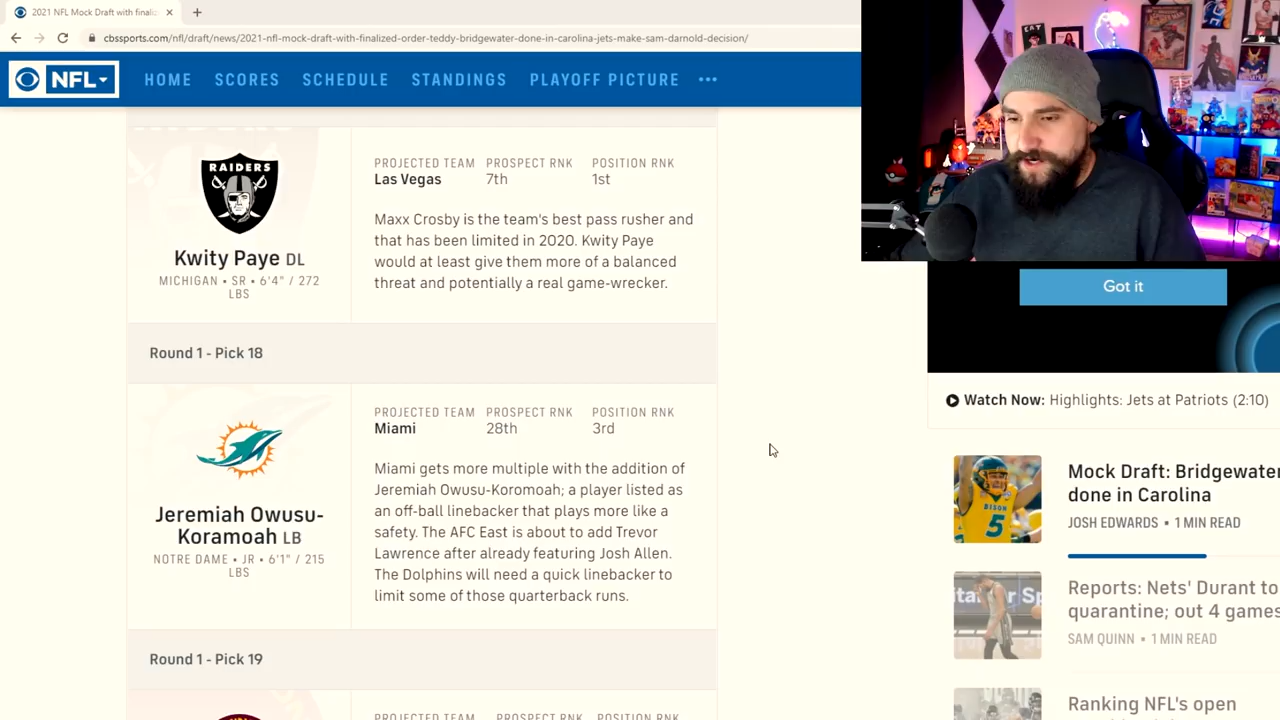 2021 NFL Mock Draft with finaliz
cbssports.com/nfl/draft/news/2021-nfl-mock-draft-with-finalized-order-teddy-bridgewater-done-in-carolina-jets-make-sam-darnold-decision/
NFL HOME SCORES SCHEDULE STANDINGS PLAYOFF PICTURE •••
RAIDERS
Kwity Paye DL
MICHIGAN • SR • 6'4" / 272
LBS
PROJECTED TEAM PROSPECT RNK POSITION RNK
Las Vegas 7th 1st
Maxx Crosby is the team's best pass rusher and
that has been limited in 2020. Kwity Paye
would at least give them more of a balanced
threat and potentially a real game-wrecker.
Round 1 - Pick 18
Jeremiah Owusu-
Koramoah LB
NOTRE DAME • JR • 6'1" / 215
LBS
PROJECTED TEAM PROSPECT RNK POSITION RNK
Miami 28th 3rd
Miami gets more multiple with the addition of
Jeremiah Owusu-Koromoah; a player listed as
an off-ball linebacker that plays more like a
safety. The AFC East is about to add Trevor
Lawrence after already featuring Josh Allen.
The Dolphins will need a quick linebacker to
limit some of those quarterback runs.
Round 1 - Pick 19
PROJECTED TEAM PROSPECT RNK POSITION RNK
Got it
Watch Now: Highlights: Jets at Patriots (2:10)
BISON
5
Mock Draft: Bridgewater
done in Carolina
JOSH EDWARDS • 1 MIN READ
Reports: Nets' Durant to
quarantine; out 4 games
SAM QUINN • 1 MIN READ
Ranking NFL's open